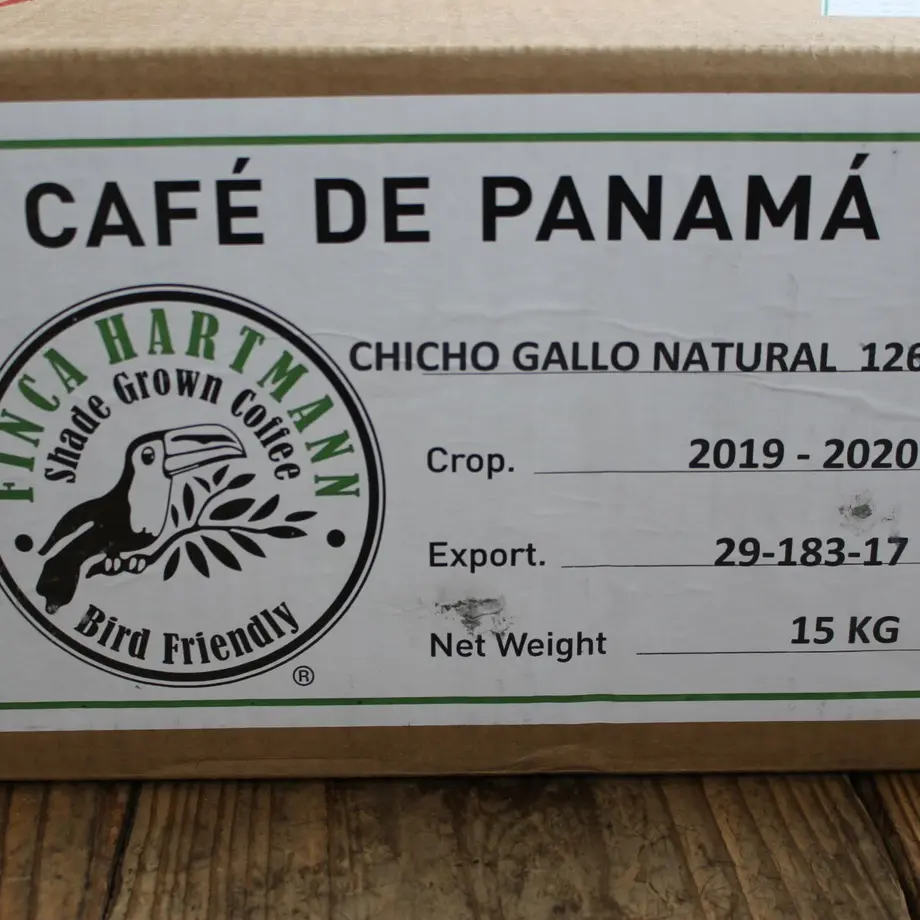 CAFÉ DE PANAMÁ
FINCA HARTMANN
Shade Grown Coffee
Bird Friendly
®
CHICHO GALLO NATURAL 126
Crop. 2019 - 2020
Export. 29-183-17
Net Weight 15 KG